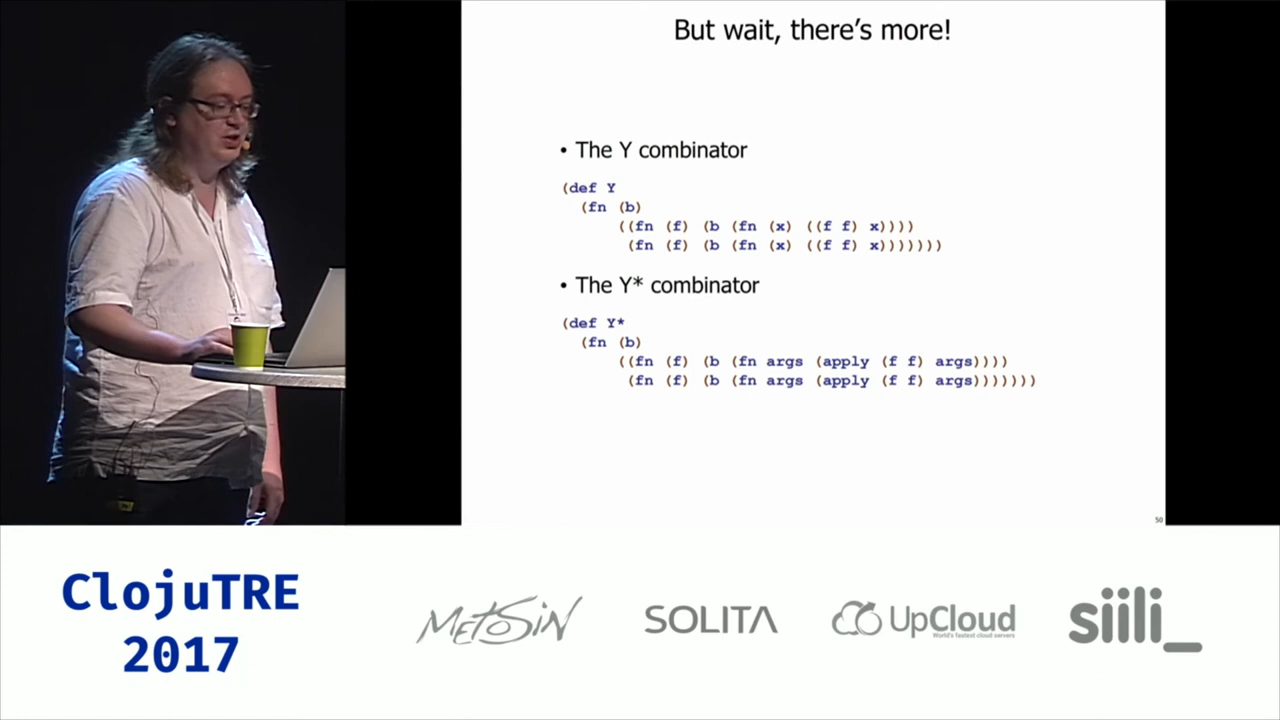 But wait, there's more!
• The Y combinator
(def Y
(fn (b)
((fn (f) (b (fn (x) ((f f) x))))
(fn (f) (b (fn (x) ((f f) x)))))))
• The Y* combinator
(def Y*
(fn (b)
((fn (f) (b (fn args (apply (f f) args))))
(fn (f) (b (fn args (apply (f f) args)))))))
50
ClojuTRE
2017
METOSIN
SOLITA
UpCloud
World's fastest cloud servers
siili_